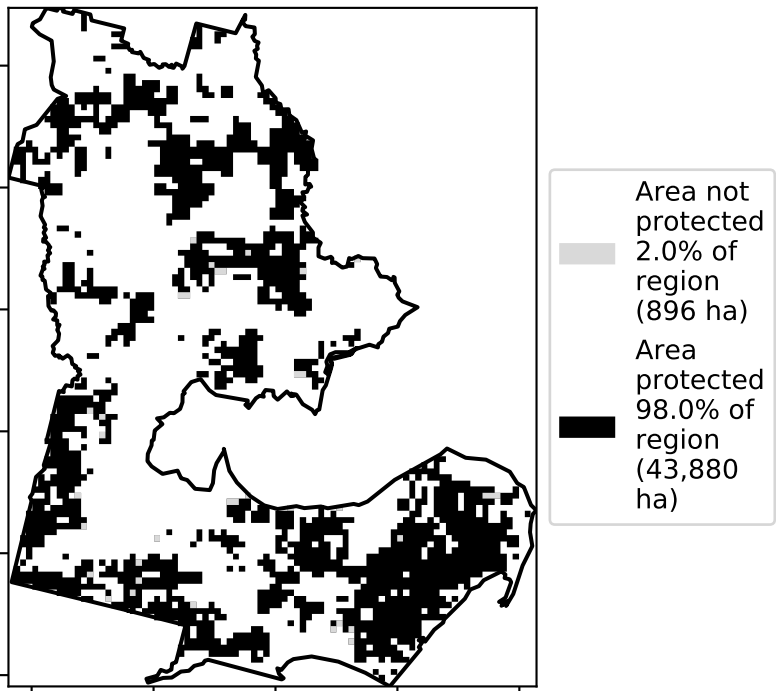 Area not
protected
2.0% of
region
(896 ha)
Area
protected
98.0% of
region
(43,880
ha)